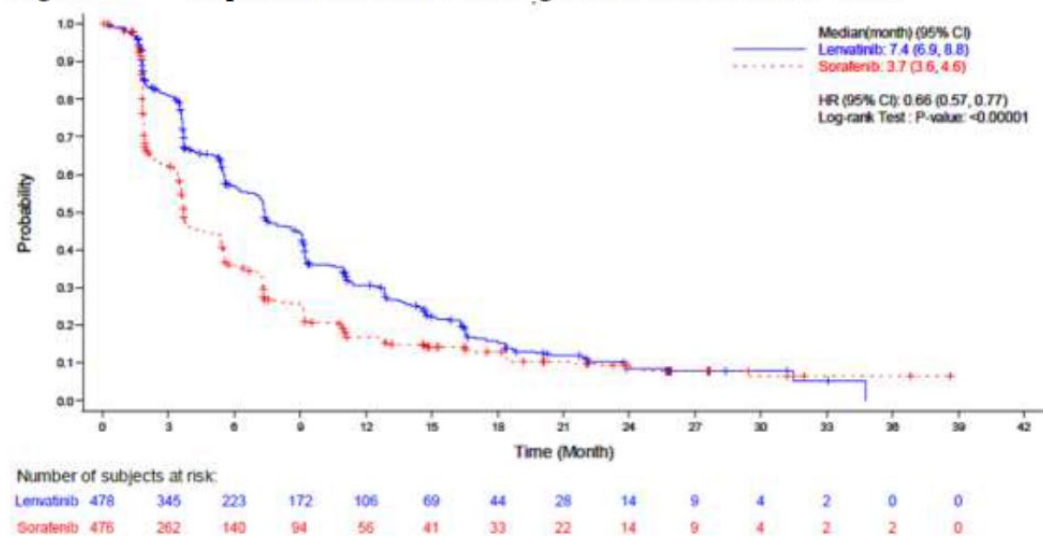 Median(month) (95% CI)
Lenvatinib: 7.4 (6.9, 8.8)
Sorafenib: 3.7 (3.6, 4.6)
HR (95% CI): 0.66 (0.57, 0.77)
Log-rank Test : P-value: <0.00001
1.0
0.9
0.8
0.7
0.6
0.5
0.4
0.3
0.2
0.1
0.0
Probability
0 3 6 9 12 15 18 21 24 27 30 33 36 39 42
Time (Month)
Number of subjects at risk:
Lenvatinib 478 345 223 172 106 69 44 28 14 9 4 2 0 0
Sorafenib 476 262 140 94 56 41 33 22 14 9 4 2 2 0